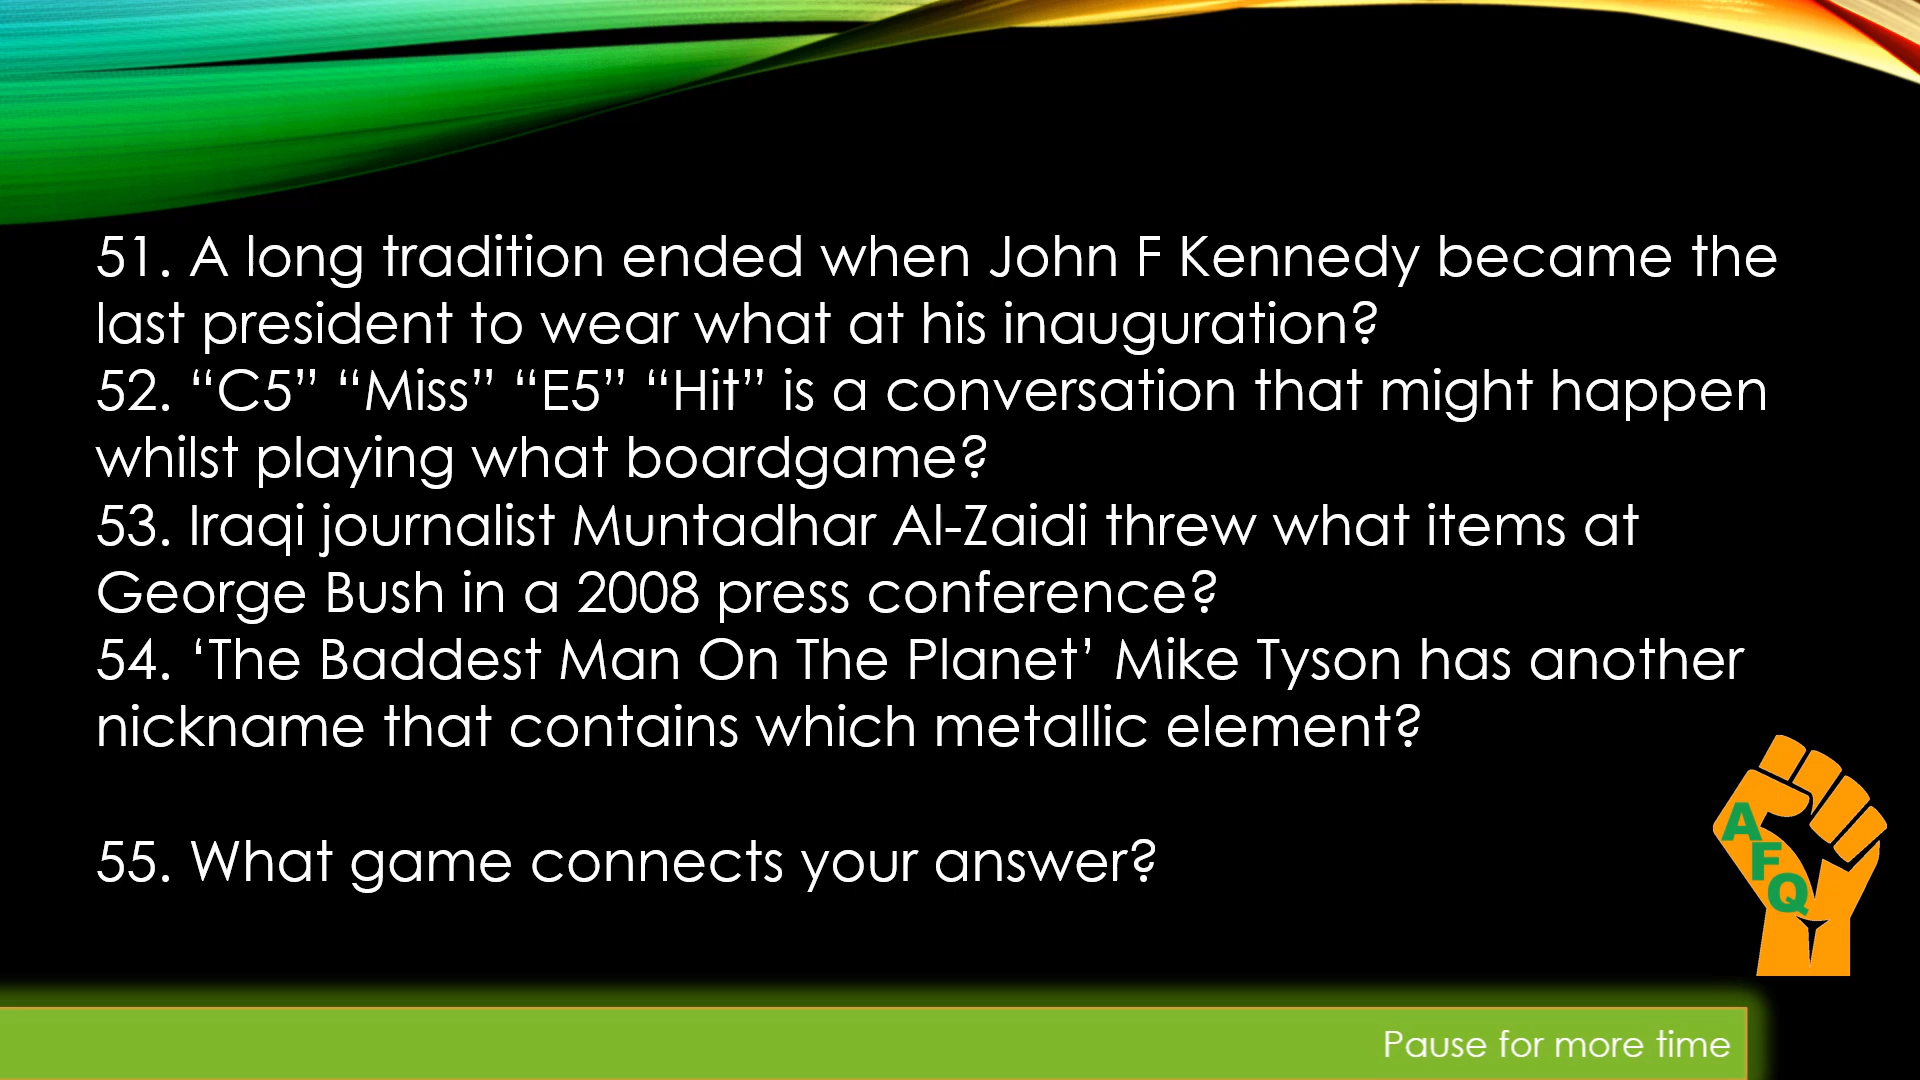 51. A long tradition ended when John F Kennedy became the
last president to wear what at his inauguration?
52. “C5” “Miss” “E5” “Hit” is a conversation that might happen
whilst playing what boardgame?
53. Iraqi journalist Muntadhar Al-Zaidi threw what items at
George Bush in a 2008 press conference?
54. ‘The Baddest Man On The Planet’ Mike Tyson has another
nickname that contains which metallic element?
55. What game connects your answer?
A
F
Q
Pause for more time